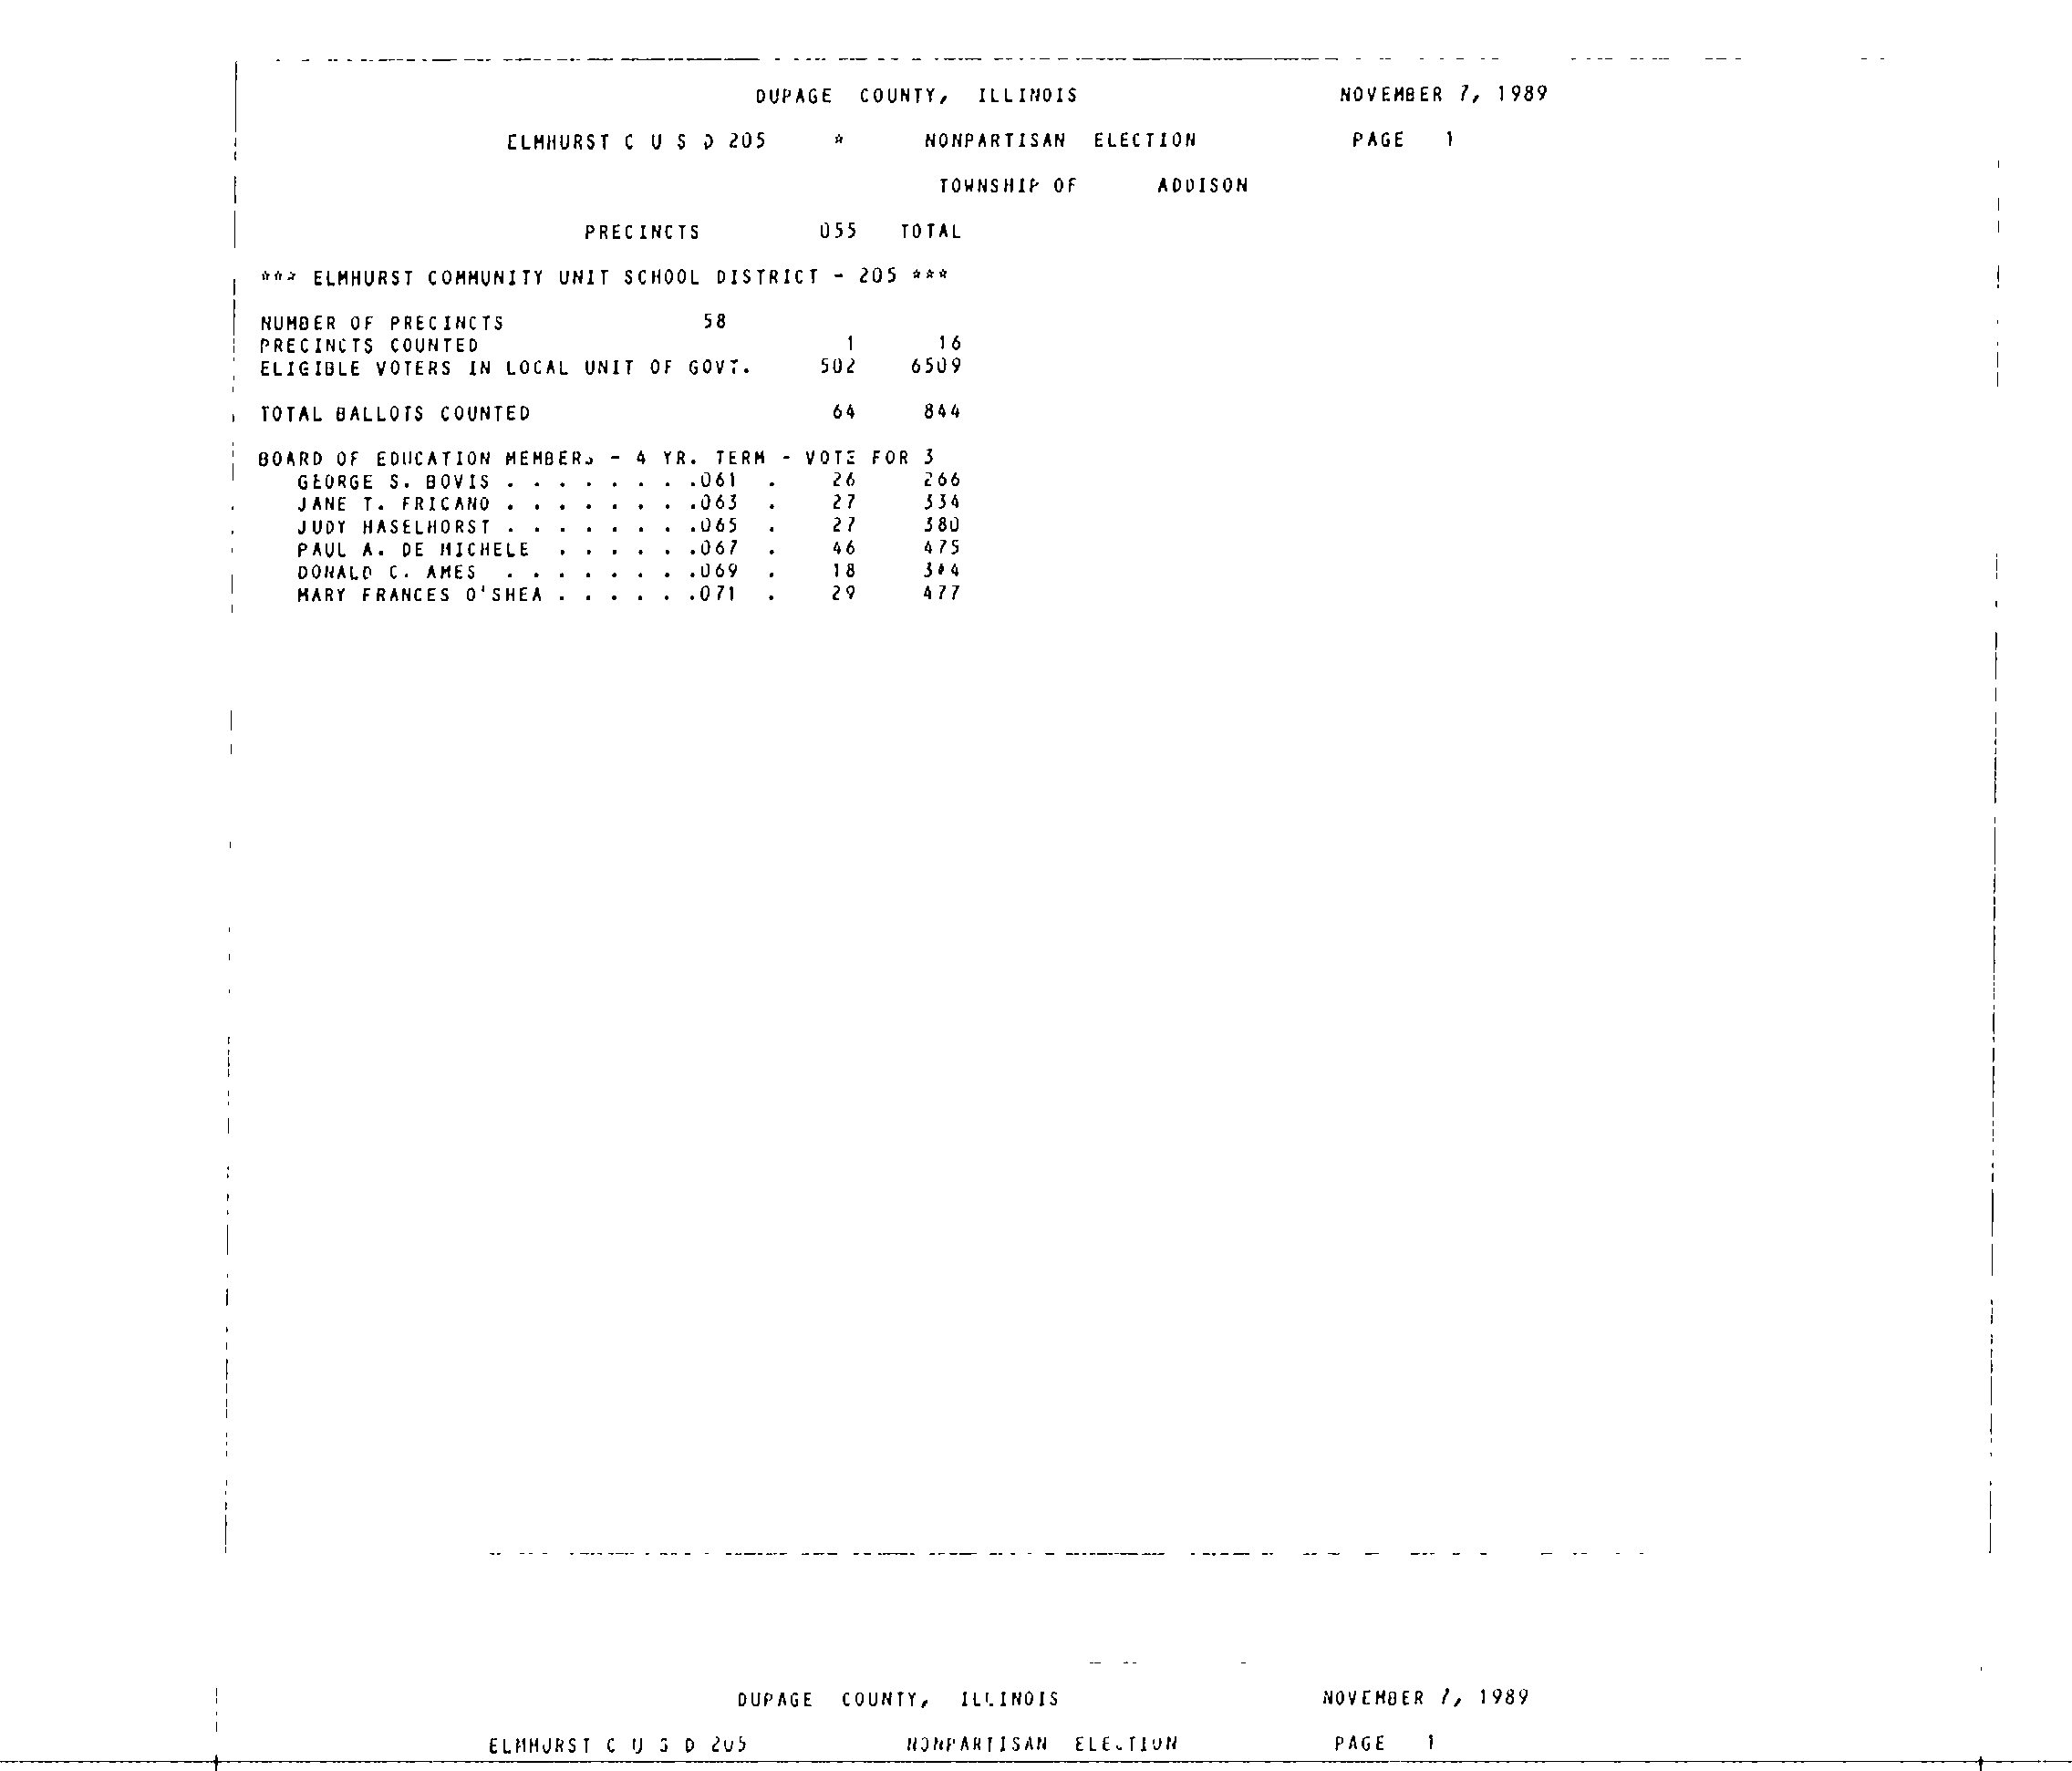 DUPAGE COUNTY, ILLINOIS NOVEMBER 7, 1989
ELMHURST C U S D 205 * NONPARTISAN ELECTION PAGE 1
TOWNSHIP OF ADDISON
PRECINCTS 055 TOTAL
*** ELMHURST COMMUNITY UNIT SCHOOL DISTRICT - 205 ***
NUMBER OF PRECINCTS 58
PRECINCTS COUNTED 1 16
ELIGIBLE VOTERS IN LOCAL UNIT OF GOVT. 502 6509
TOTAL BALLOTS COUNTED 64 844
BOARD OF EDUCATION MEMBERS - 4 YR. TERM - VOTE FOR 3
GEORGE S. BOVIS . . . . . . . .061 . 26 266
JANE T. FRICANO . . . . . . . .063 . 27 334
JUDY HASELHORST . . . . . . . .065 . 27 380
PAUL A. DE MICHELE . . . . . .067 . 46 475
DONALD C. AMES . . . . . . . .069 . 18
MARY FRANCES O'SHEA . . . . . .071 . 29 477
DUPAGE COUNTY, ILLINOIS NOVEMBER 7, 1989
ELMHURST C U S D 205 NONPARTISAN ELECTION PAGE 1